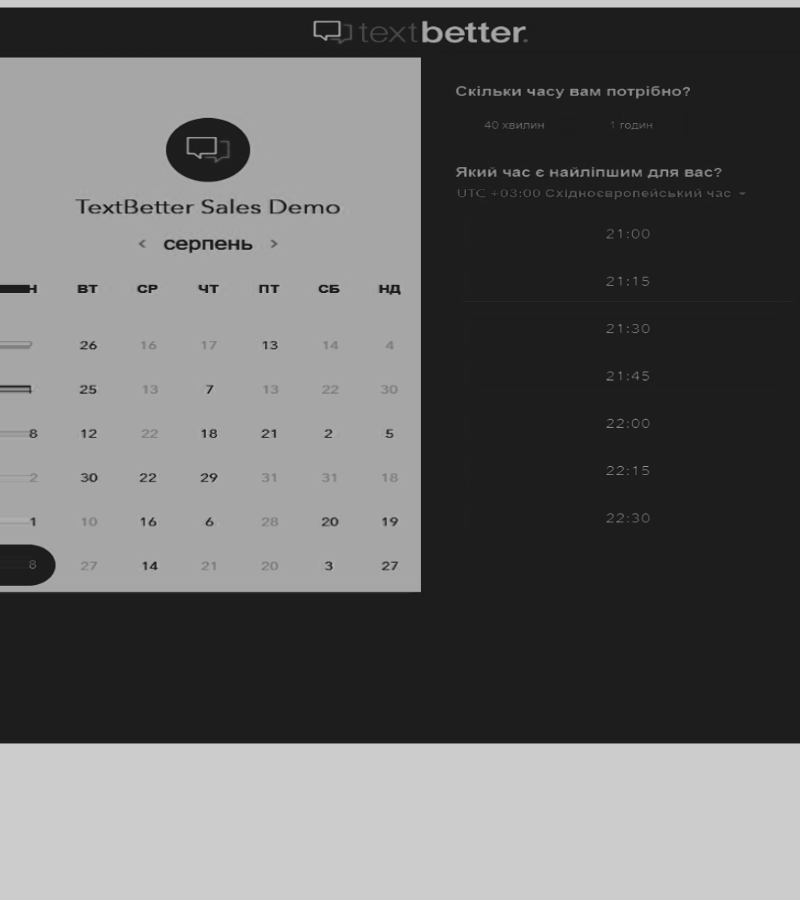 textbetter.
TextBetter Sales Demo
< серпень >
ВТ СР ЧТ ПТ СБ НД
26 16 17 13 14 4
25 13 7 13 22 30
8 12 22 18 21 2 5
2 30 22 29 31 31 18
1 10 16 6 28 20 19
8 27 14 21 20 3 27
Скільки часу вам потрібно?
40 хвилин 1 годин
Який час є найліпшим для вас?
UTC +03:00 Східноєвропейський час
21:00
21:15
21:30
21:45
22:00
22:15
22:30